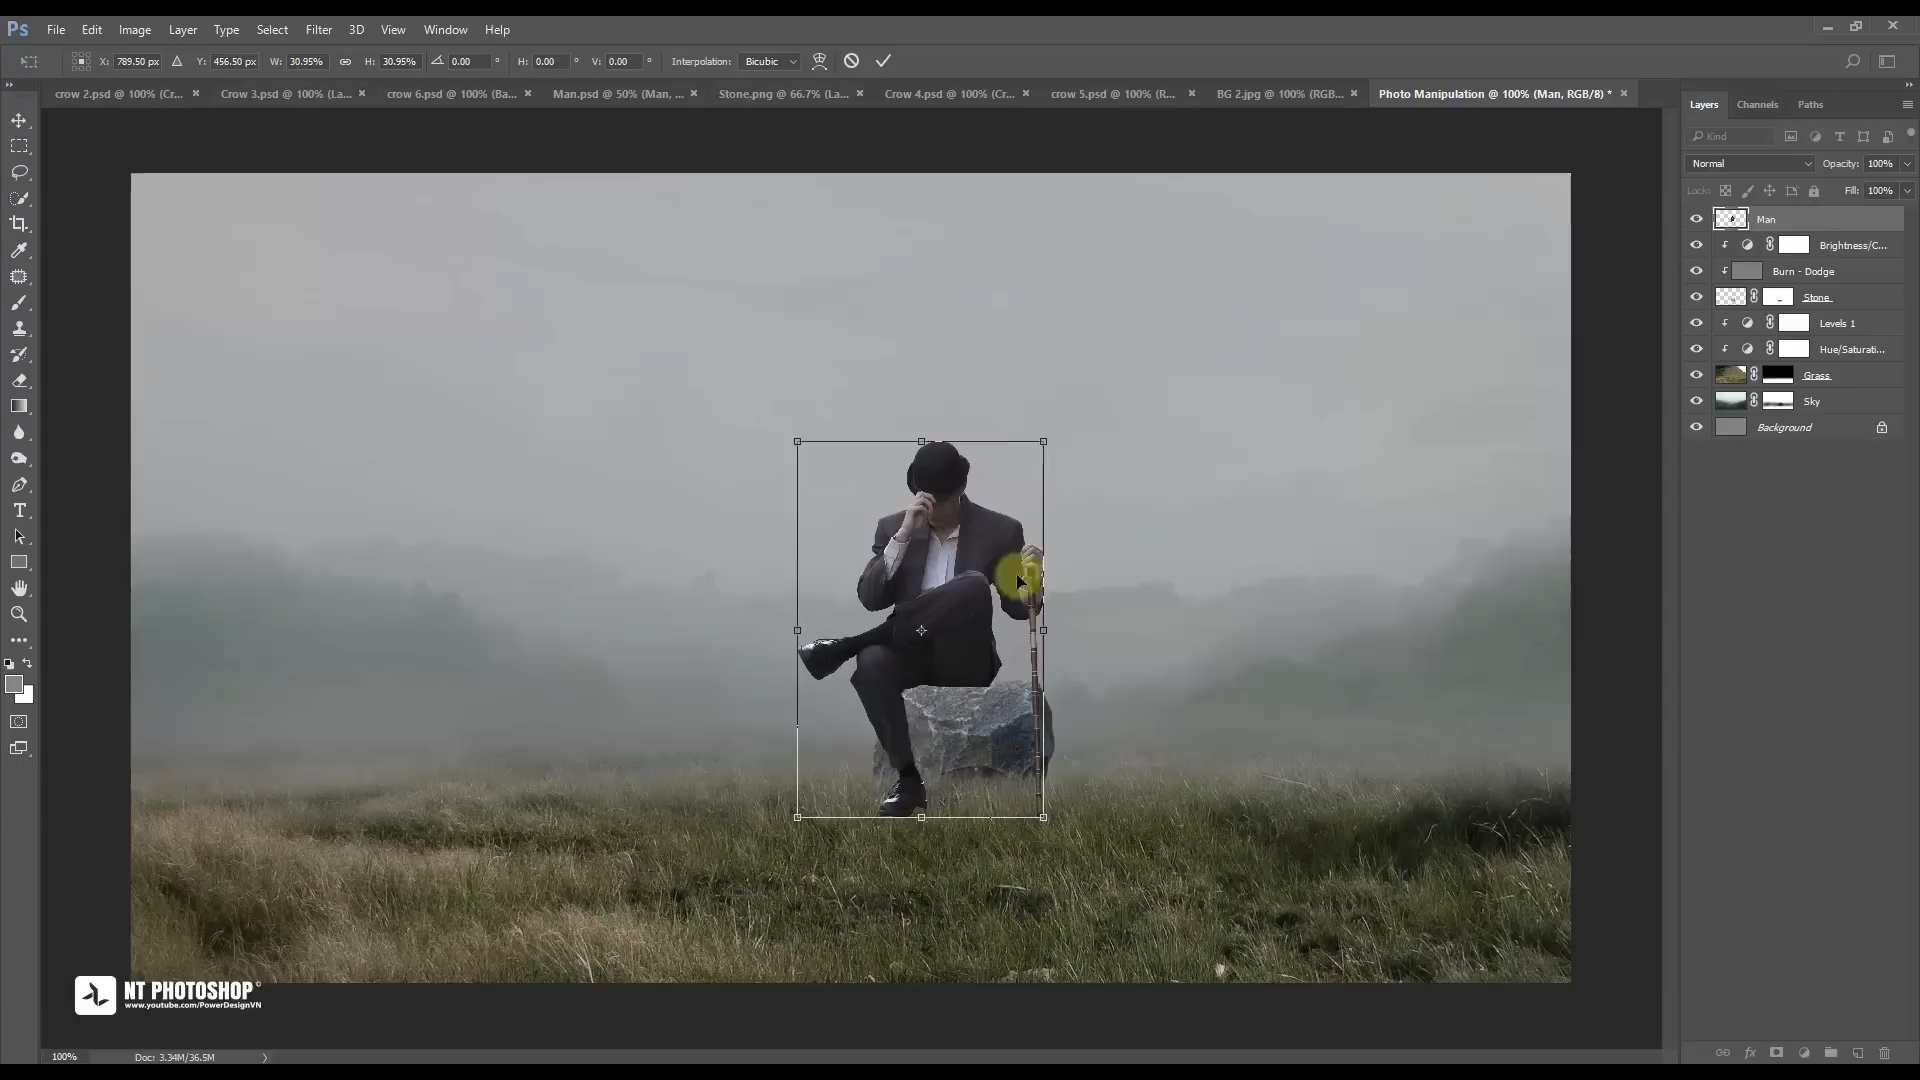 Ps File Edit Image Layer Type Select Filter 3D View Window Help
X: 789.50 px Y: 456.50 px W: 30.95% H: 30.95% 0.00 ° H: 0.00 ° V: 0.00 ° Interpolation: Bicubic
crow 2.psd @ 100% (Cr... × Crow 3.psd @ 100% (La... × crow 6.psd @ 100% (Ba... × Man.psd @ 50% (Man, ... × Stone.png @ 66.7% (La... × Crow 4.psd @ 100% (Cr... × crow 5.psd @ 100% (R... × BG 2.jpg @ 100% (RGB... × Photo Manipulation @ 100% (Man, RGB/8) * ×
Layers Channels Paths
Kind
Normal Opacity: 100%
Lock: Fill: 100%
Man
Brightness/C...
Burn - Dodge
Stone
Levels 1
Hue/Saturati...
Grass
Sky
Background
NT PHOTOSHOP©
www.youtube.com/PowerDesignVN
100% Doc: 3.34M/36.5M